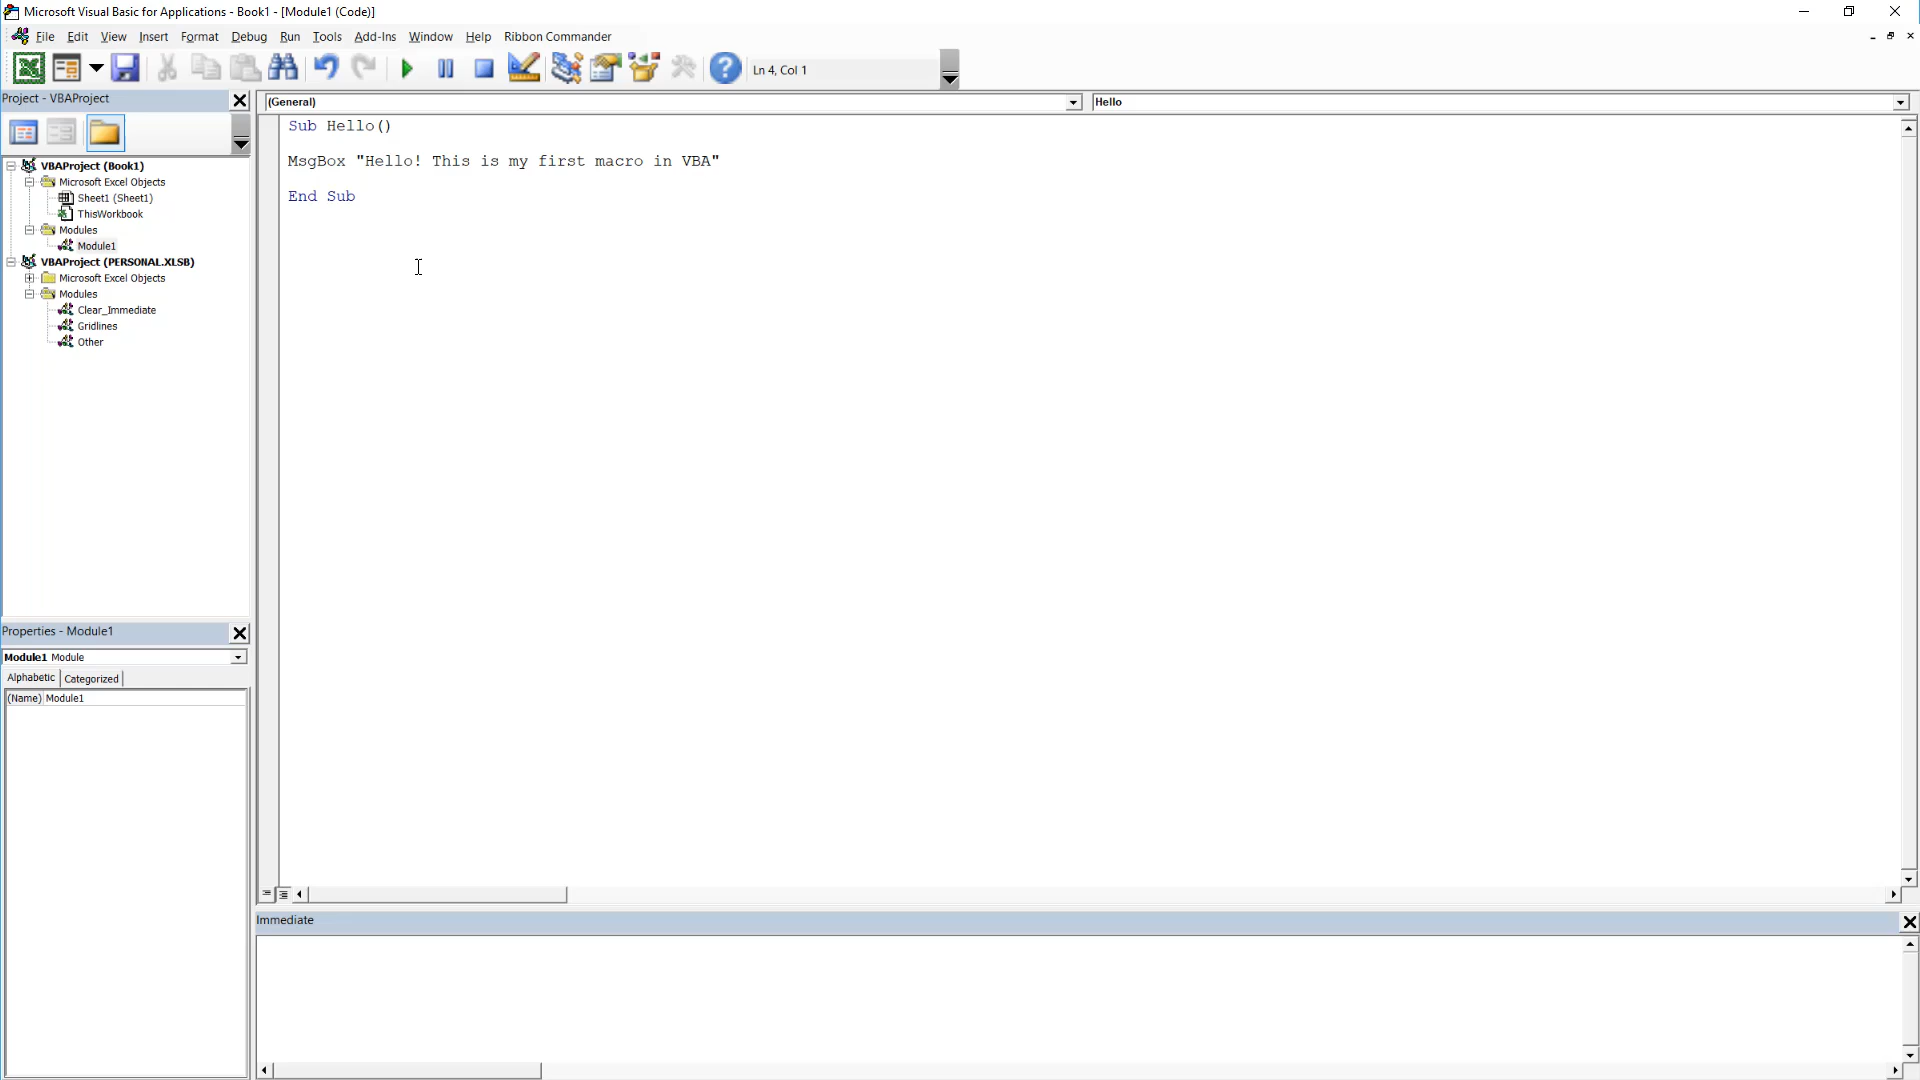 Microsoft Visual Basic for Applications - Book1 - [Module1 (Code)]
File Edit View Insert Format Debug Run Tools Add-Ins Window Help Ribbon Commander
Ln 4, Col 1
Project - VBAProject
VBAProject (Book1)
Microsoft Excel Objects
Sheet1 (Sheet1)
ThisWorkbook
Modules
Module1
VBAProject (PERSONAL.XLSB)
Microsoft Excel Objects
Modules
Clear_Immediate
Gridlines
Other
Properties - Module1
Module1 Module
Alphabetic Categorized
(Name) Module1
(General) Hello
Sub Hello()
MsgBox "Hello! This is my first macro in VBA"
End Sub
Immediate